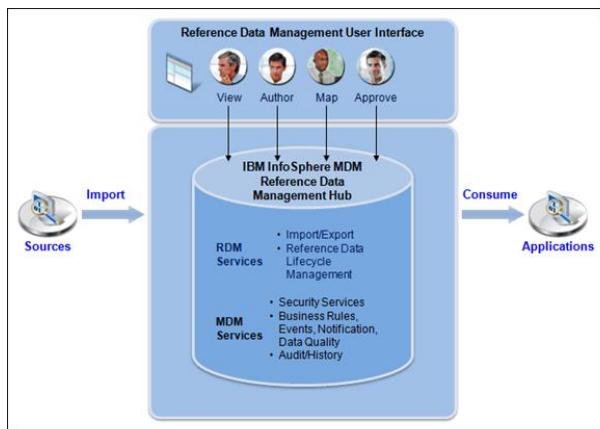 Reference Data Management User Interface
View
Author
Map
Approve
IBM InfoSphere MDM
Reference Data
Management Hub
Import
Consume
Sources
Applications
RDM
Services
• Import/Export
• Reference Data
Lifecycle
Management
MDM
Services
• Security Services
• Business Rules,
Events, Notification,
Data Quality
• Audit/History